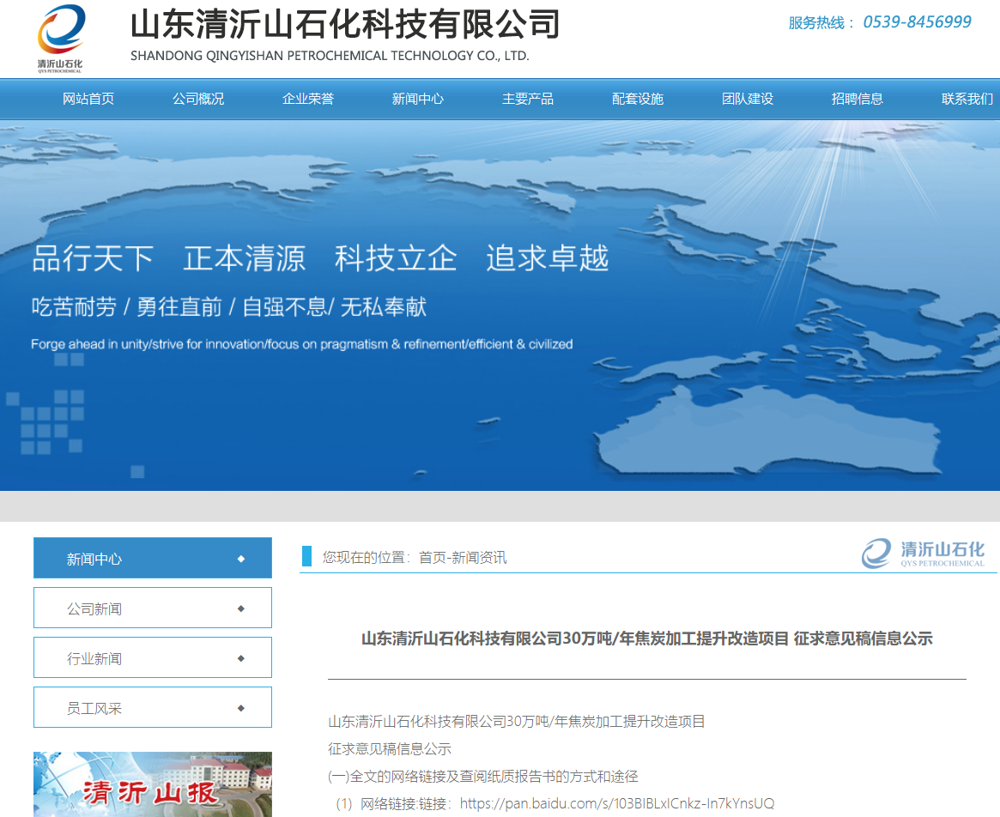 山东清沂山石化科技有限公司
SHANDONG QINGYISHAN PETROCHEMICAL TECHNOLOGY CO., LTD.
清沂山石化
QYS PETROCHEMICAL
服务热线： 0539-8456999
网站首页 公司概况 企业荣誉 新闻中心 主要产品 配套设施 团队建设 招聘信息 联系我们
品行天下 正本清源 科技立企 追求卓越
吃苦耐劳 / 勇往直前 / 自强不息/ 无私奉献
Forge ahead in unity/strive for innovation/focus on pragmatism & refinement/efficient & civilized
新闻中心
公司新闻
行业新闻
员工风采
清沂山报
您现在的位置：首页-新闻资讯
清沂山石化
QYS PETROCHEMICAL
山东清沂山石化科技有限公司30万吨/年焦炭加工提升改造项目 征求意见稿信息公示
山东清沂山石化科技有限公司30万吨/年焦炭加工提升改造项目
征求意见稿信息公示
(一)全文的网络链接及查阅纸质报告书的方式和途径
（1）网络链接:链接：https://pan.baidu.com/s/103BIBLxlCnkz-In7kYnsUQ